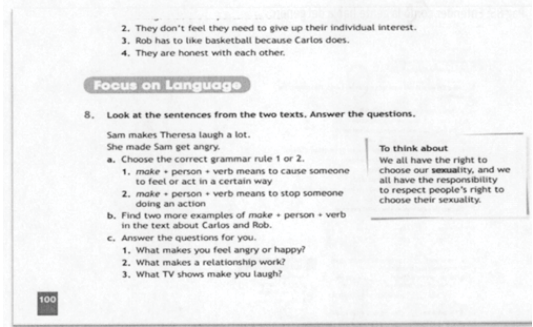 2. They don't feel they need to give up their individual interest.
3. Rob has to like basketball because Carlos does.
4. They are honest with each other.
Focus on Language
8. Look at the sentences from the two texts. Answer the questions.
Sam makes Theresa laugh a lot.
She made Sam get angry.
a. Choose the correct grammar rule 1 or 2.
1. make + person + verb means to cause someone
to feel or act in a certain way
2. make + person + verb means to stop someone
doing an action
b. Find two more examples of make + person + verb
in the text about Carlos and Rob.
c. Answer the questions for you.
1. What makes you feel angry or happy?
2. What makes a relationship work?
3. What TV shows make you laugh?
To think about
We all have the right to
choose our sexuality, and we
all have the responsibility
to respect people's right to
choose their sexuality.
100